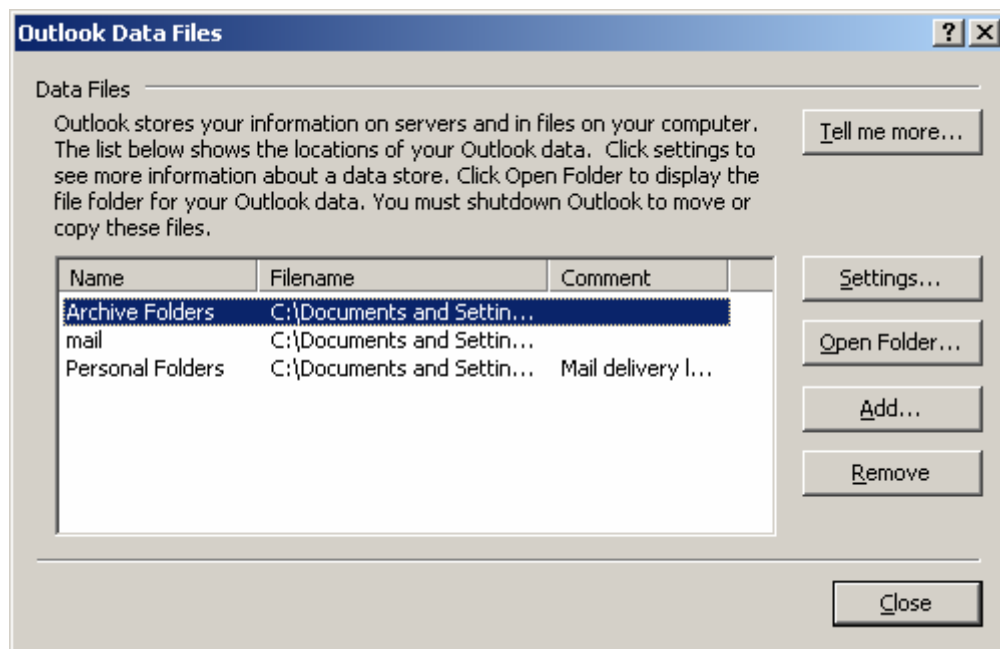 Outlook Data Files
Data Files
Outlook stores your information on servers and in files on your computer.
The list below shows the locations of your Outlook data.  Click settings to
see more information about a data store. Click Open Folder to display the
file folder for your Outlook data. You must shutdown Outlook to move or
copy these files.
Tell me more...
Name Filename Comment
Archive Folders C:\Documents and Settin...
mail C:\Documents and Settin...
Personal Folders C:\Documents and Settin... Mail delivery l...
Settings...
Open Folder...
Add...
Remove
Close